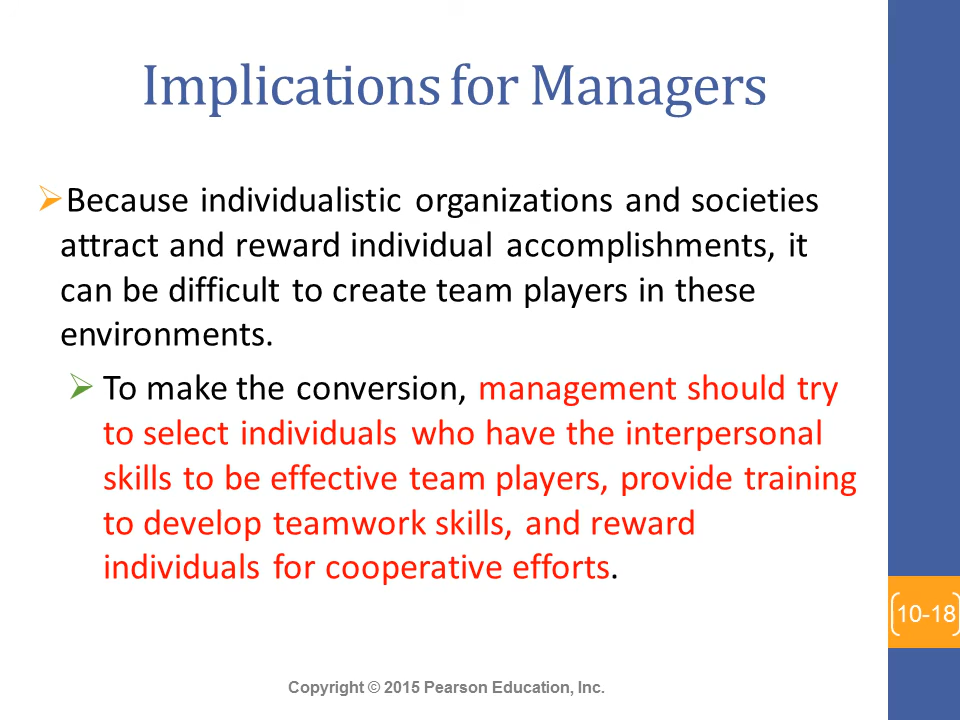 Implications for Managers
Because individualistic organizations and societies
attract and reward individual accomplishments, it
can be difficult to create team players in these
environments.
To make the conversion, management should try
to select individuals who have the interpersonal
skills to be effective team players, provide training
to develop teamwork skills, and reward
individuals for cooperative efforts.
10-18
Copyright © 2015 Pearson Education, Inc.